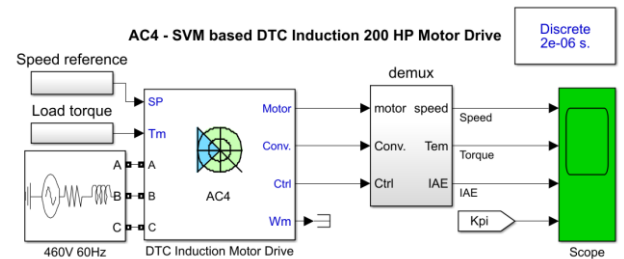 AC4 - SVM based DTC Induction 200 HP Motor Drive
Discrete
2e-06 s.
Speed reference
demux
SP
Motor
motor speed
Speed
Load torque
Tm
Conv.
Conv. Tem
Torque
A A
AC4
Ctrl
Ctrl IAE
IAE
B B
C C
Wm
Kpi
460V 60Hz
DTC Induction Motor Drive
Scope